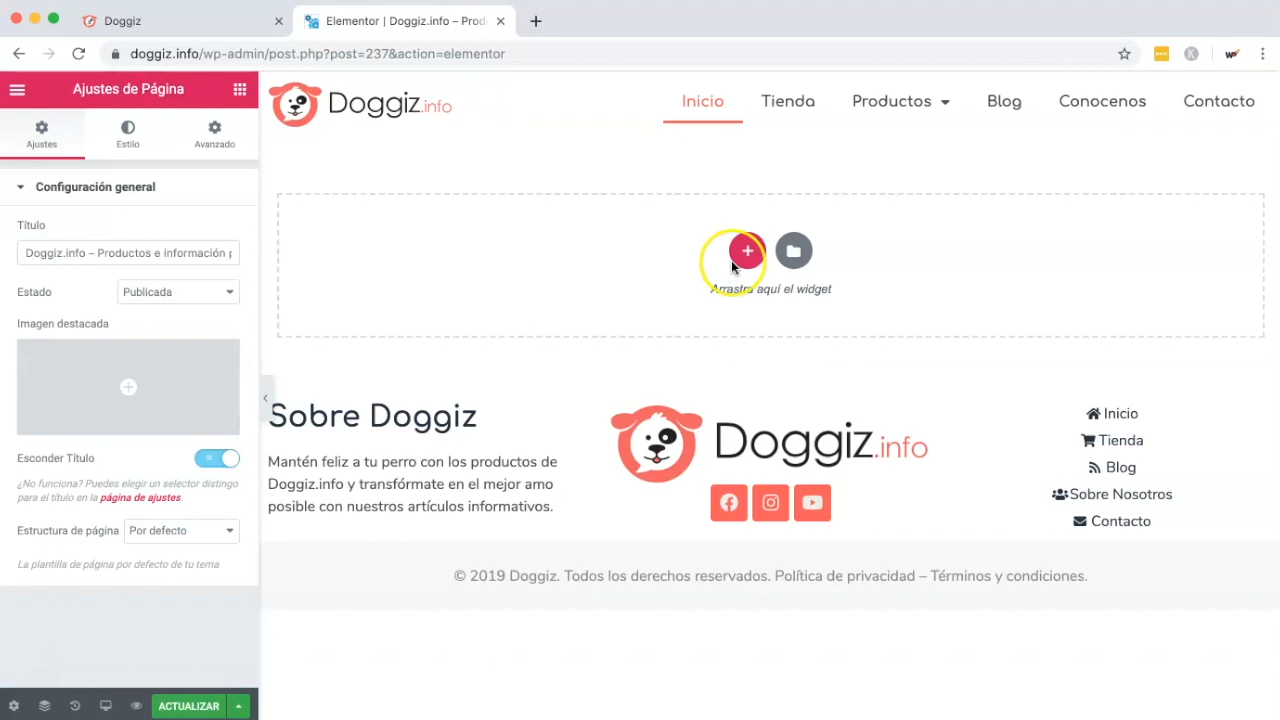 Doggiz
Elementor | Doggiz.info – Prod
doggiz.info/wp-admin/post.php?post=237&action=elementor
K
WP
Ajustes de Página
Ajustes
Estilo
Avanzado
Configuración general
Título
Doggiz.info – Productos e información
Estado
Publicada
Imagen destacada
Esconder Título
SI
¿No funciona? Puedes elegir un selector distingo
para el título en la página de ajustes
Estructura de página
Por defecto
La plantilla de página por defecto de tu tema
ACTUALIZAR
Doggiz.info
Inicio
Tienda
Productos
Blog
Conocenos
Contacto
Arrastra aquí el widget
Sobre Doggiz
Mantén feliz a tu perro con los productos de
Doggiz.info y transfórmate en el mejor amo
posible con nuestros artículos informativos.
Doggiz.info
Inicio
Tienda
Blog
Sobre Nosotros
Contacto
© 2019 Doggiz. Todos los derechos reservados. Política de privacidad – Términos y condiciones.